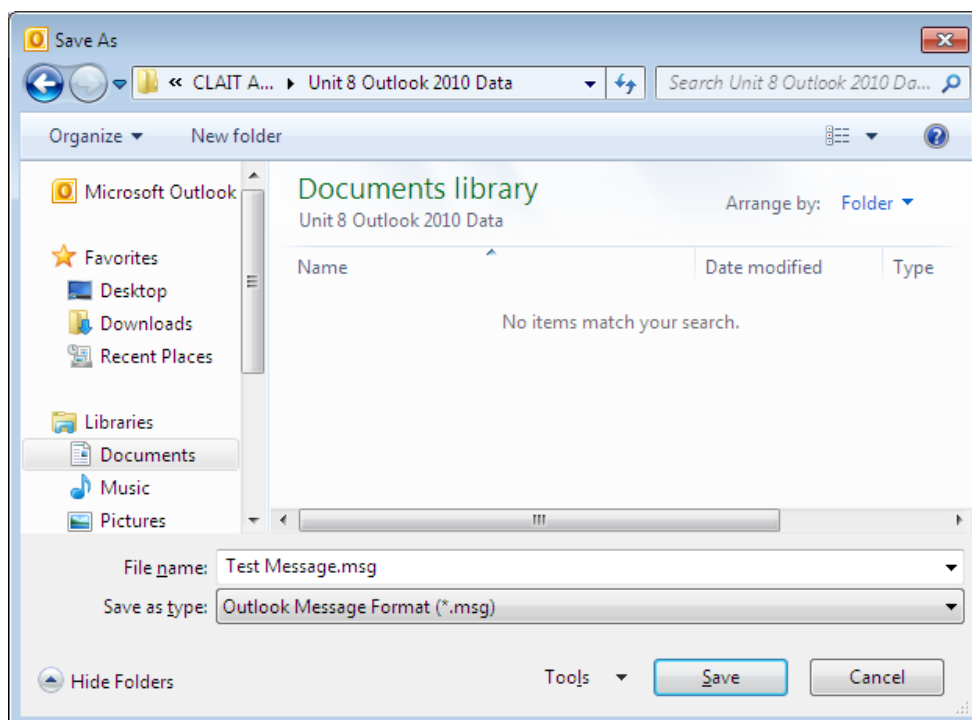 Save As
« CLAIT A... ▸ Unit 8 Outlook 2010 Data
Search Unit 8 Outlook 2010 Da...
Organize
New folder
Microsoft Outlook
Favorites
Desktop
Downloads
Recent Places
Libraries
Documents
Music
Pictures
Documents library
Unit 8 Outlook 2010 Data
Arrange by: Folder
Name Date modified Type
No items match your search.
File name: Test Message.msg
Save as type: Outlook Message Format (*.msg)
Hide Folders
Tools
Save
Cancel